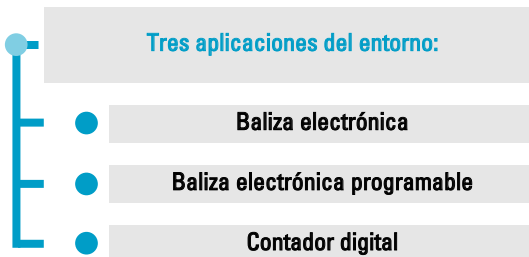 Tres aplicaciones del entorno:
Baliza electrónica
Baliza electrónica programable
Contador digital